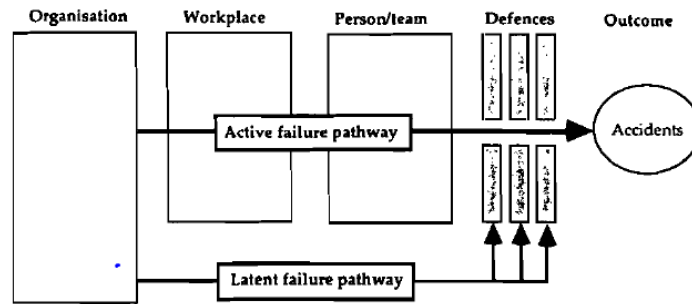 Organisation Workplace Person/team Defences Outcome
Active failure pathway
Accidents
Latent failure pathway